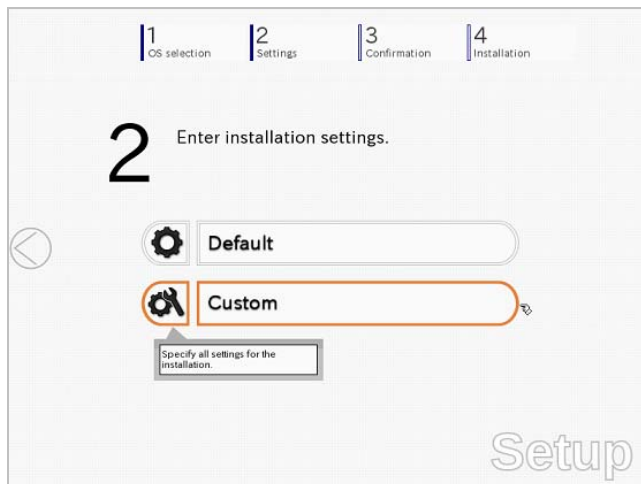 1
OS selection
2
Settings
3
Confirmation
4
Installation
2
Enter installation settings.
Default
Custom
Specify all settings for the
installation.
Setup